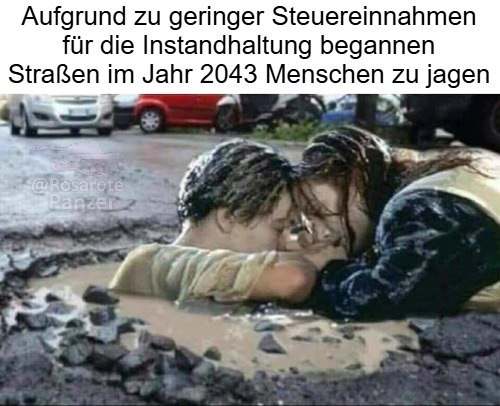 Aufgrund zu geringer Steuereinnahmen
für die Instandhaltung begannen
Straßen im Jahr 2043 Menschen zu jagen
@Rosarote
Panzer